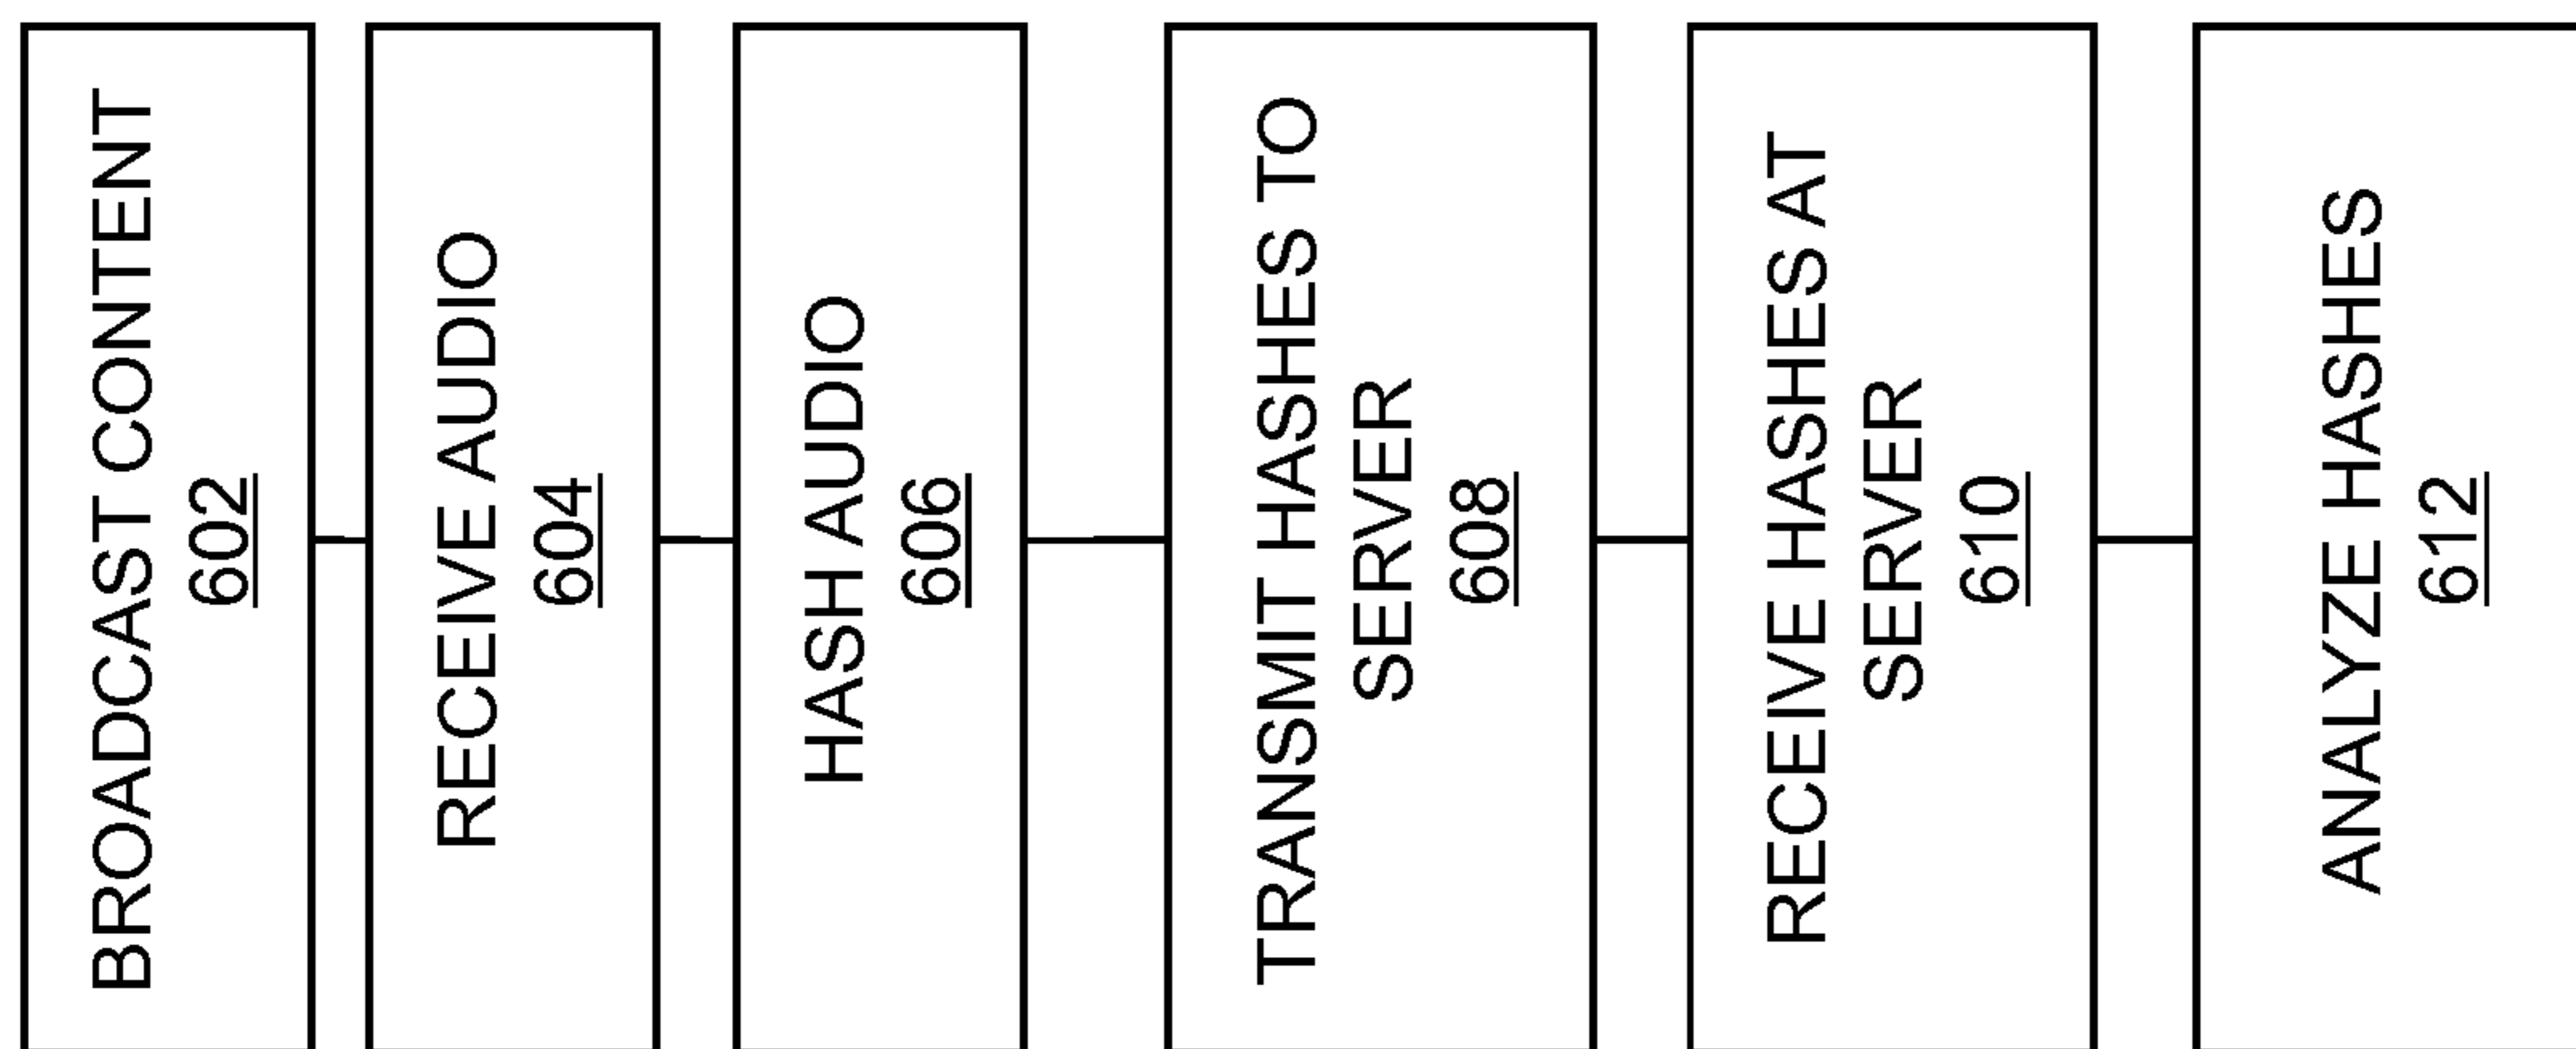 BROADCAST CONTENT
602
RECEIVE AUDIO
604
HASH AUDIO
606
TRANSMIT HASHES TO
SERVER
608
RECEIVE HASHES AT
SERVER
610
ANALYZE HASHES
612